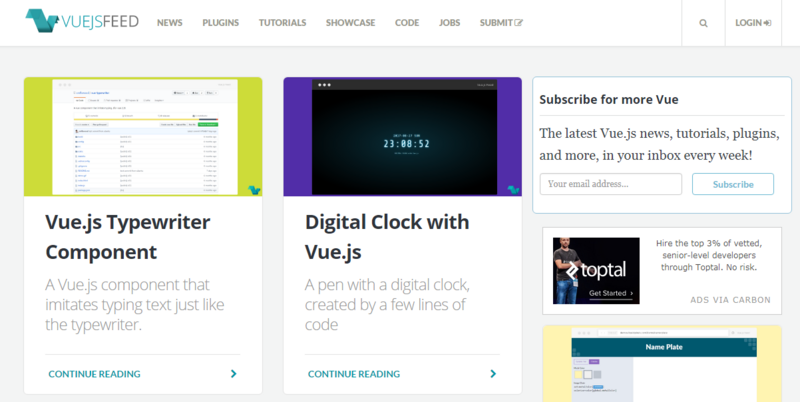 VUEJSFEED NEWS PLUGINS TUTORIALS SHOWCASE CODE JOBS SUBMIT LOGIN
23:08:52
Vue.js Typewriter
Component
A Vue.js component that
imitates typing text just like
the typewriter.
CONTINUE READING
Digital Clock with
Vue.js
A pen with a digital clock,
created by a few lines of
code
CONTINUE READING
Subscribe for more Vue
The latest Vue.js news, tutorials, plugins,
and more, in your inbox every week!
Your email address...
Subscribe
toptal
Get Started
Hire the top 3% of vetted,
senior-level developers
through Toptal. No risk.
ADS VIA CARBON
Name Plate